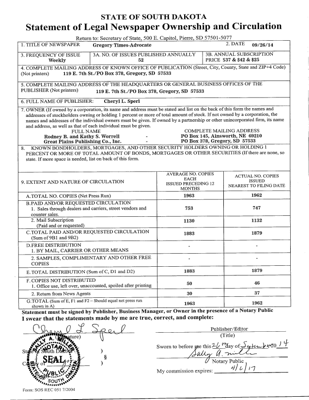 STATE OF SOUTH DAKOTA
Statement of Legal Newspaper Ownership and Circulation
Return to: Secretary of State, 500 E. Capitol, Pierre, SD 57501-5077
1. TITLE OF NEWSPAPER Gregory Times-Advocate 2. DATE 09/26/14
3. FREQUENCY OF ISSUE Weekly 3A. NO. OF ISSUES PUBLISHED ANNUALLY 52 3B. ANNUAL SUBSCRIPTION PRICE $37 & $42 & $25
4. COMPLETE MAILING ADDRESS OF KNOWN OFFICE OF PUBLICATION (Street, City, County, State and ZIP+4 Code)
(Not printers) 119 E. 7th St./PO Box 378, Gregory, SD 57533
5. COMPLETE MAILING ADDRESS OF THE HEADQUARTERS OR GENERAL BUSINESS OFFICES OF THE
PUBLISHER (Not printers) 119 E. 7th St./PO Box 378, Gregory, SD 57533
6. FULL NAME OF PUBLISHER: Cheryl L. Sperl
7. OWNER (If owned by a corporation, its name and address must be stated and list on the back of this form the names and
addresses of stockholders owning or holding 1 percent or more of total amount of stock. If not owned by a corporation, the
names and addresses of the individual owners must be given. If owned by a partnership or other unincorporated firm, its name
and address, as well as that of each individual must be given.
FULL NAME COMPLETE MAILING ADDRESS
Rodney B. and Kathy S. Worrell - PO Box 145, Ainsworth, NE 69210
Great Plains Publishing Co., Inc. - PO Box 378, Gregory, SD 57533
8. KNOWN BONDHOLDERS, MORTGAGES, AND OTHER SECURITY HOLDERS OWNING OR HOLDING 1
PERCENT OR MORE OF TOTAL AMOUNT OF BONDS, MORTGAGES OR OTHER SECURITIES (If there are none, so
state. If more space is needed, list on back of this form.
9. EXTENT AND NATURE OF CIRCULATION
AVERAGE NO. COPIES
EACH
ISSUED PRECEDING 12
MONTHS
ACTUAL NO. COPIES
ISSUED
NEAREST TO FILING DATE
A. TOTAL NO. COPIES (Net Press Run) 1963 1963
B. PAID AND/OR REQUESTED CIRCULATION
1. Sales through dealers and carriers, street vendors and
counter sales. 753 747
2. Mail Subscription
(Paid and or requested) 1130 1132
C. TOTAL PAID AND/OR REQUESTED CIRCULATION
(Sum of 9B1 and 9B2) 1883 1879
D. FREE DISTRIBUTION
1. BY MAIL, CARRIER OR OTHER MEANS - -
2. SAMPLES, COMPLIMENTARY AND OTHER FREE
COPIES - -
E. TOTAL DISTRIBUTION (Sum of C, D1 and D2) 1883 1879
F. COPIES NOT DISTRIBUTED
1. Office use, left over, unaccounted, spoiled after printing 50 46
2. Return from News Agents 30 37
G. TOTAL (Sum of E, F1 and F2 - Should equal net press run
shown in A) 1963 1962
Statement must be signed by Publisher, Business Manager, or Owner in the presence of a Notary Public
I swear that the statements made by me are true, correct, and complete:
Cheryl L Sperl Publisher/Editor
(Title)
Sworn to before me this 26 day of September 2014
Sally A.
Notary Public
My commission expires: 4/6/17
SEAL
Form: SOS REC 051 7/2004